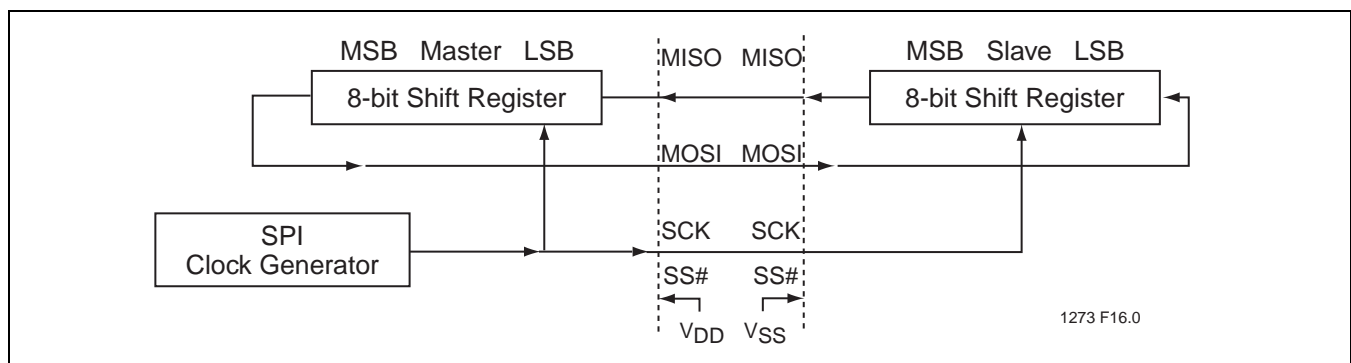 MSB Master LSB
MISO MISO
MSB Slave LSB
8-bit Shift Register
8-bit Shift Register
MOSI MOSI
SPI
Clock Generator
SCK SCK
SS# SS#
VDD VSS
1273 F16.0